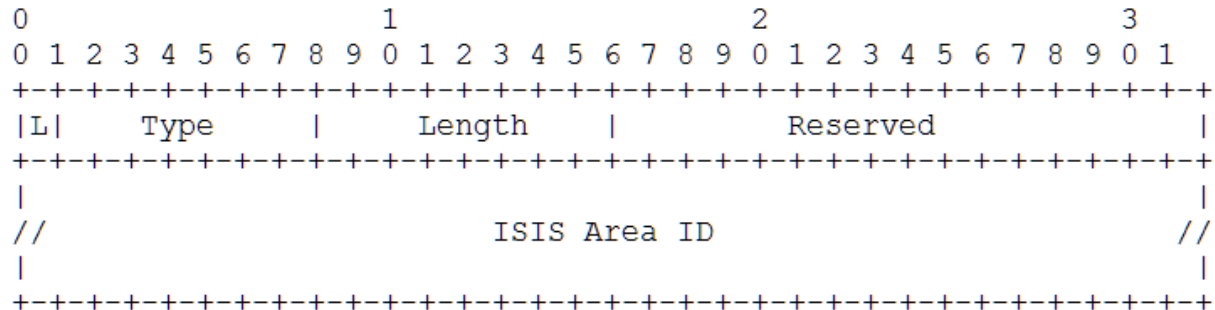 0                   1                   2                   3
0 1 2 3 4 5 6 7 8 9 0 1 2 3 4 5 6 7 8 9 0 1 2 3 4 5 6 7 8 9 0 1
+-+-+-+-+-+-+-+-+-+-+-+-+-+-+-+-+-+-+-+-+-+-+-+-+-+-+-+-+-+-+-+-+
|L|    Type     |     Length    |         Reserved              |
+-+-+-+-+-+-+-+-+-+-+-+-+-+-+-+-+-+-+-+-+-+-+-+-+-+-+-+-+-+-+-+-+
|                                                               |
//                        ISIS Area ID                         //
|                                                               |
+-+-+-+-+-+-+-+-+-+-+-+-+-+-+-+-+-+-+-+-+-+-+-+-+-+-+-+-+-+-+-+-+